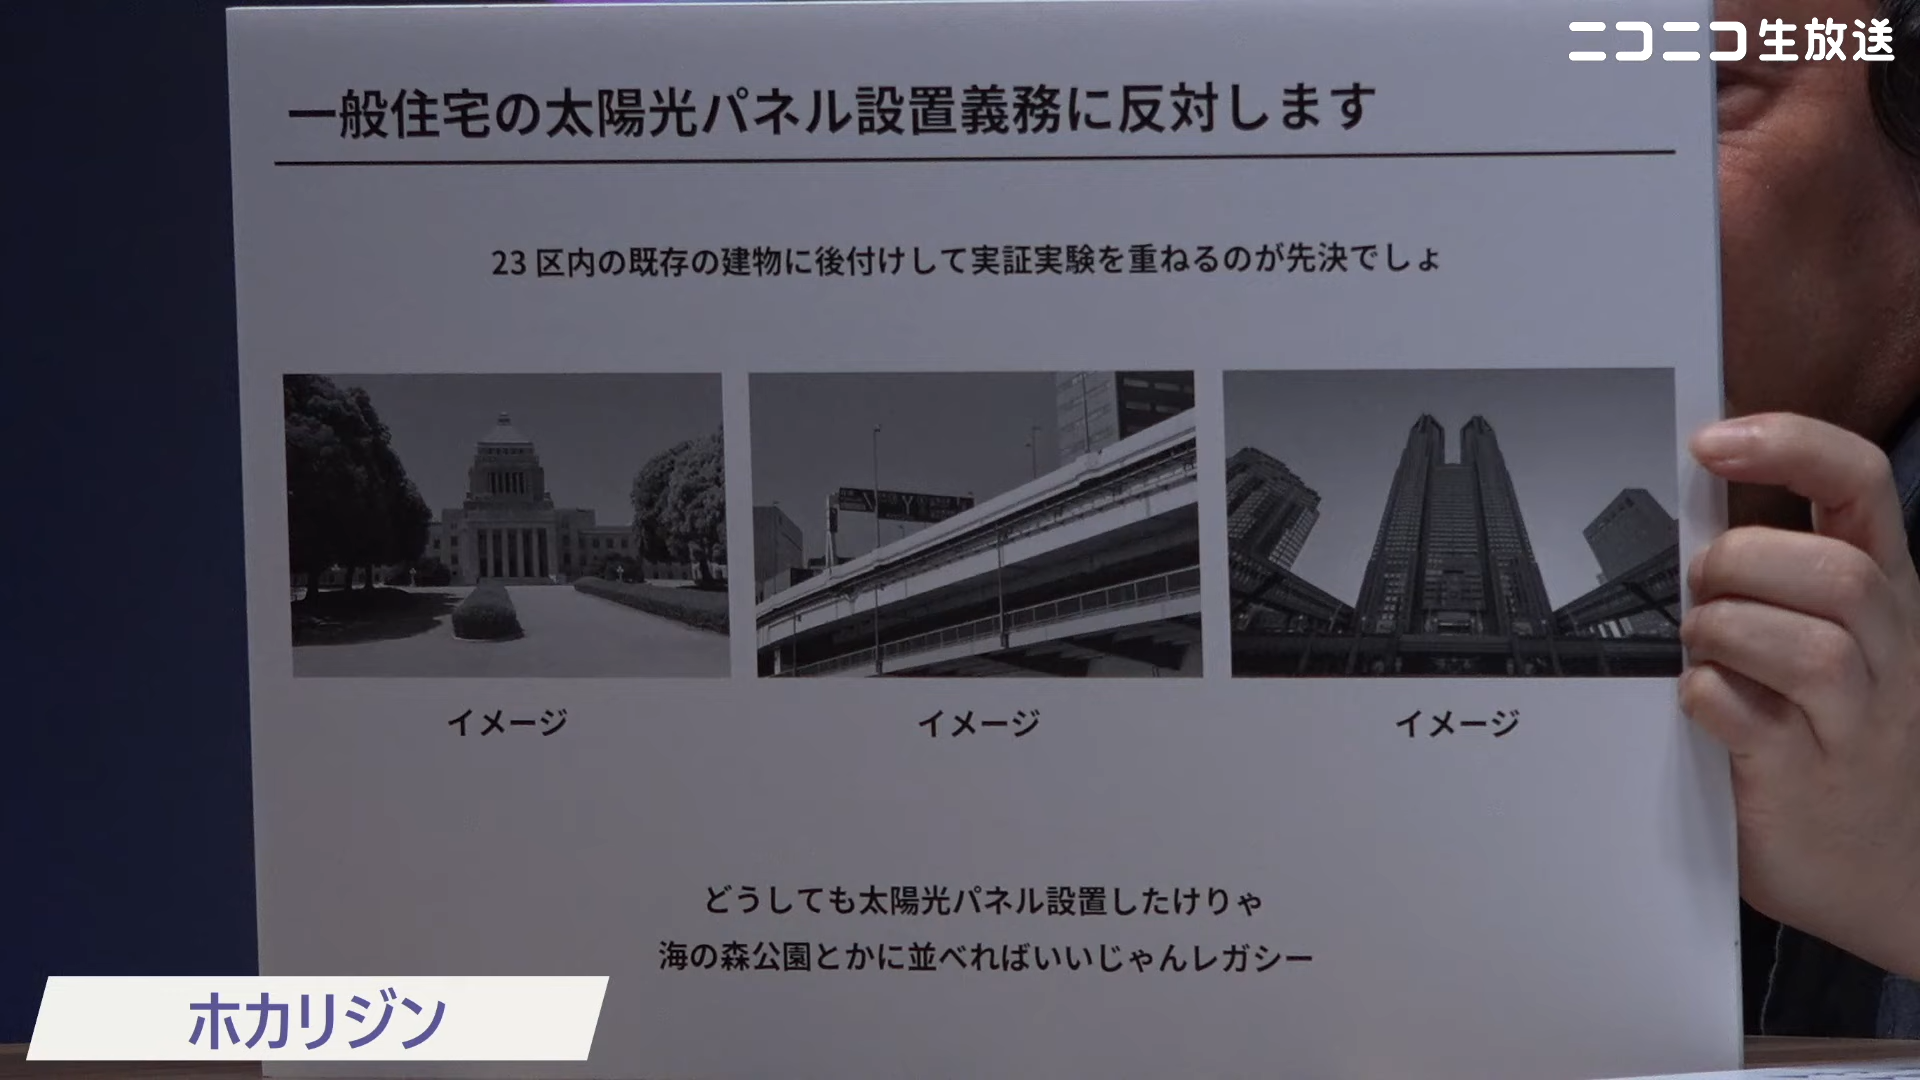 ニコニコ生放送
一般住宅の太陽光パネル設置義務に反対します
23区内の既存の建物に後付けして実証実験を重ねるのが先決でしょ
イメージ
イメージ
イメージ
どうしても太陽光パネル設置したけりゃ
海の森公園とかに並べればいいじゃんレガシー
ホカリジン